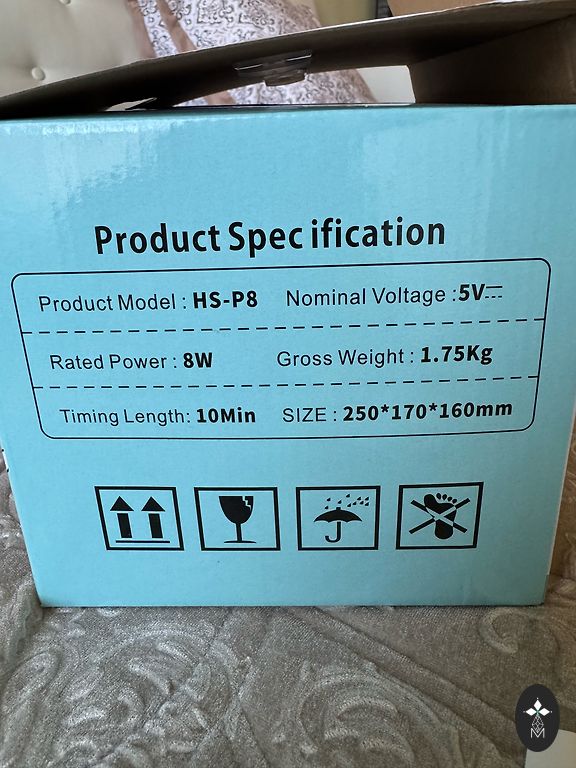 Product Spec ification
Product Model : HS-P8 Nominal Voltage :5V⎓
Rated Power : 8W Gross Weight : 1.75Kg
Timing Length: 10Min SIZE : 250*170*160mm
M